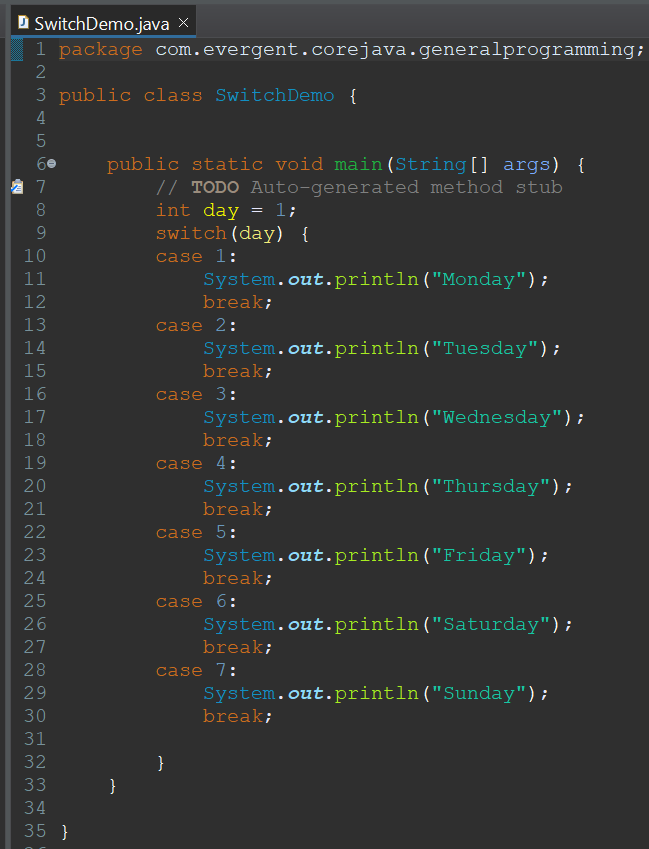 SwitchDemo.java ×
1 package com.evergent.corejava.generalprogramming;
2
3 public class SwitchDemo {
4
5
6     public static void main(String[] args) {
7         // TODO Auto-generated method stub
8         int day = 1;
9         switch(day) {
10         case 1:
11             System.out.println("Monday");
12             break;
13         case 2:
14             System.out.println("Tuesday");
15             break;
16         case 3:
17             System.out.println("Wednesday");
18             break;
19         case 4:
20             System.out.println("Thursday");
21             break;
22         case 5:
23             System.out.println("Friday");
24             break;
25         case 6:
26             System.out.println("Saturday");
27             break;
28         case 7:
29             System.out.println("Sunday");
30             break;
31
32         }
33     }
34
35 }